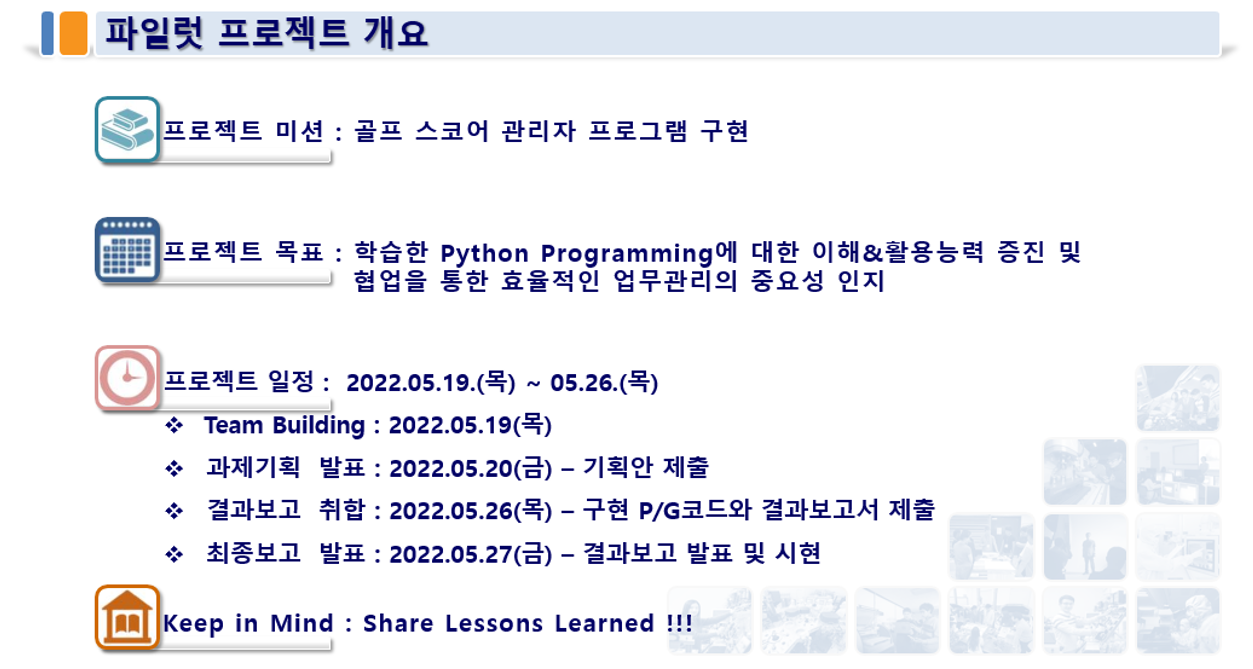 파일럿 프로젝트 개요
프로젝트 미션 : 골프 스코어 관리자 프로그램 구현
프로젝트 목표 : 학습한 Python Programming에 대한 이해&활용능력 증진 및
협업을 통한 효율적인 업무관리의 중요성 인지
프로젝트 일정 : 2022.05.19.(목) ~ 05.26.(목)
❖ Team Building : 2022.05.19(목)
❖ 과제기획 발표 : 2022.05.20(금) – 기획안 제출
❖ 결과보고 취합 : 2022.05.26(목) – 구현 P/G코드와 결과보고서 제출
❖ 최종보고 발표 : 2022.05.27(금) – 결과보고 발표 및 시현
Keep in Mind : Share Lessons Learned !!!